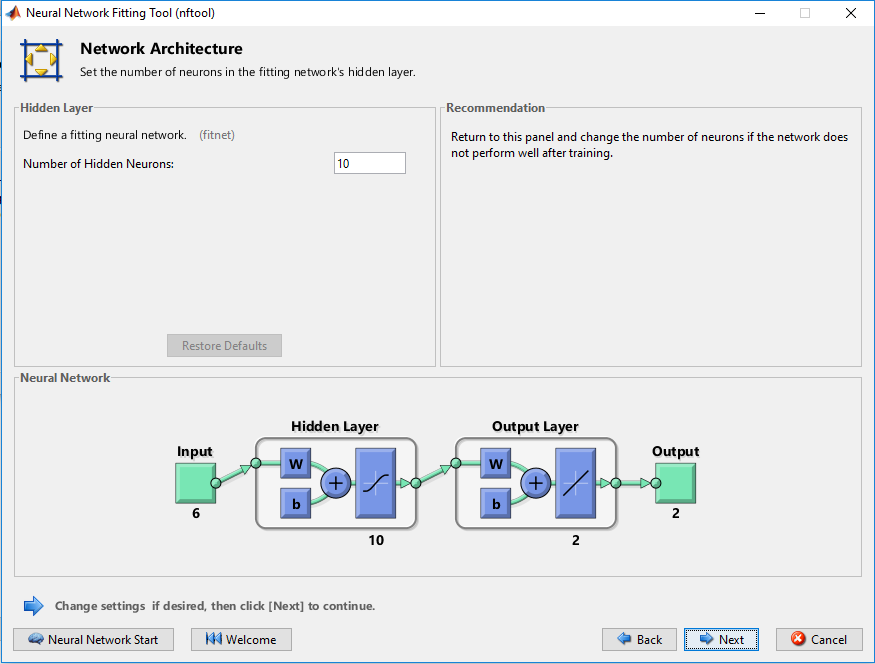 Neural Network Fitting Tool (nftool)
Network Architecture
Set the number of neurons in the fitting network's hidden layer.
Hidden Layer
Define a fitting neural network. (fitnet)
Number of Hidden Neurons: 10
Restore Defaults
Recommendation
Return to this panel and change the number of neurons if the network does
not perform well after training.
Neural Network
Hidden Layer Output Layer
Input Output
W W
b b
6 2
10 2
Change settings if desired, then click [Next] to continue.
Neural Network Start Welcome Back Next Cancel